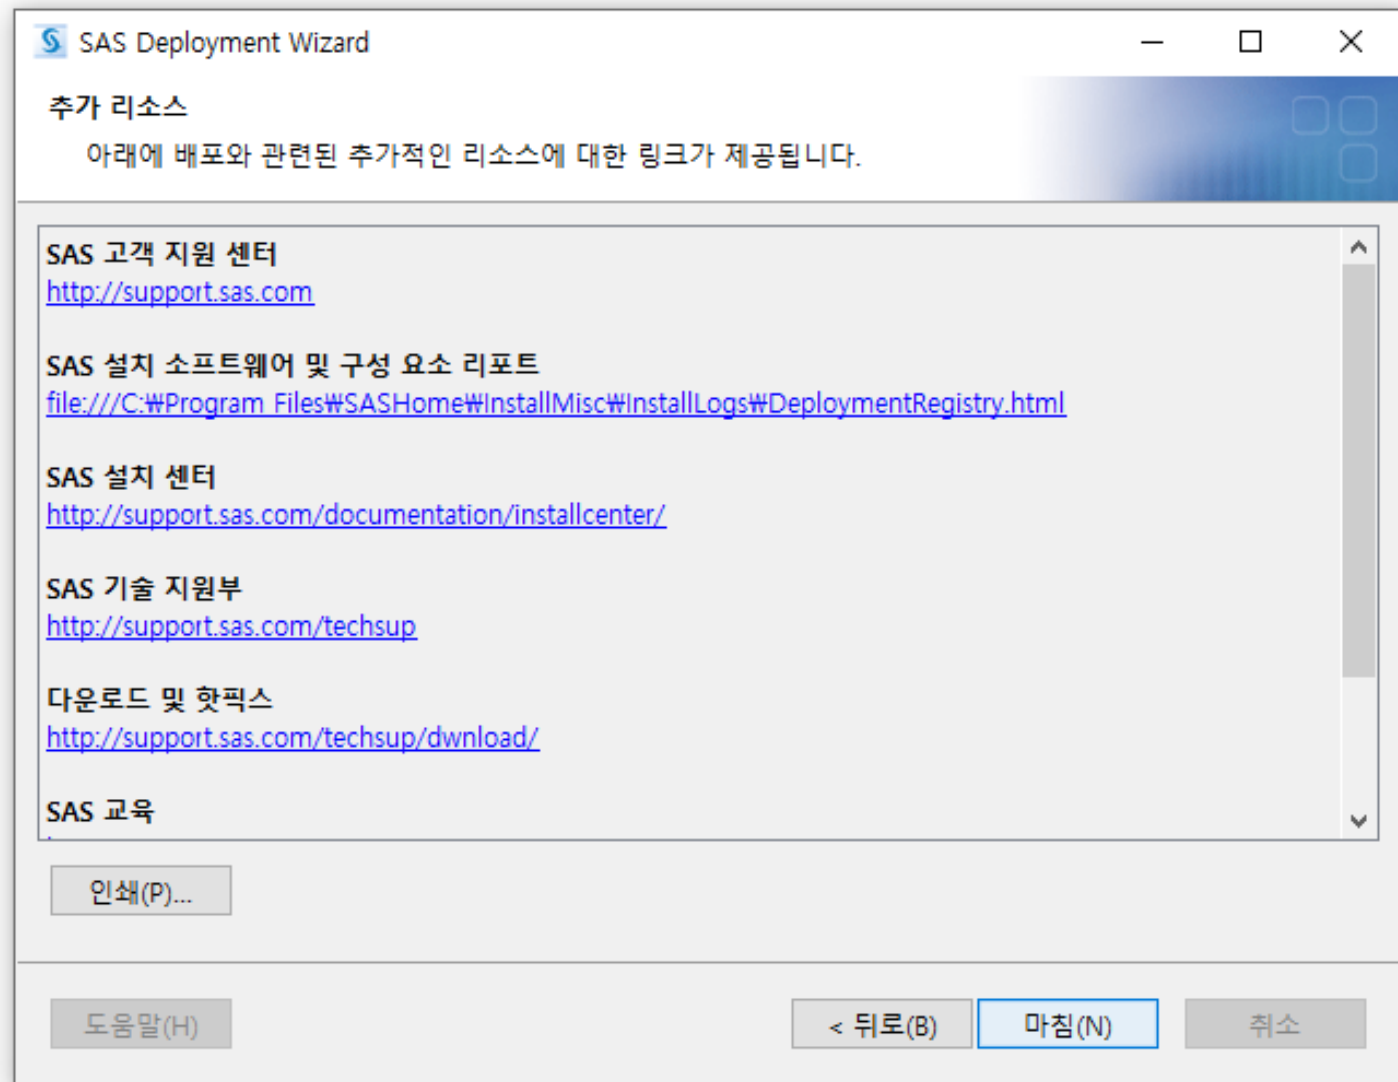 SAS Deployment Wizard
추가 리소스
아래에 배포와 관련된 추가적인 리소스에 대한 링크가 제공됩니다.
SAS 고객 지원 센터
http://support.sas.com
SAS 설치 소프트웨어 및 구성 요소 리포트
file:///C:₩Program Files₩SASHome₩InstallMisc₩InstallLogs₩DeploymentRegistry.html
SAS 설치 센터
http://support.sas.com/documentation/installcenter/
SAS 기술 지원부
http://support.sas.com/techsup
다운로드 및 핫픽스
http://support.sas.com/techsup/dwnload/
SAS 교육
인쇄(P)...
도움말(H)
< 뒤로(B)
마침(N)
취소